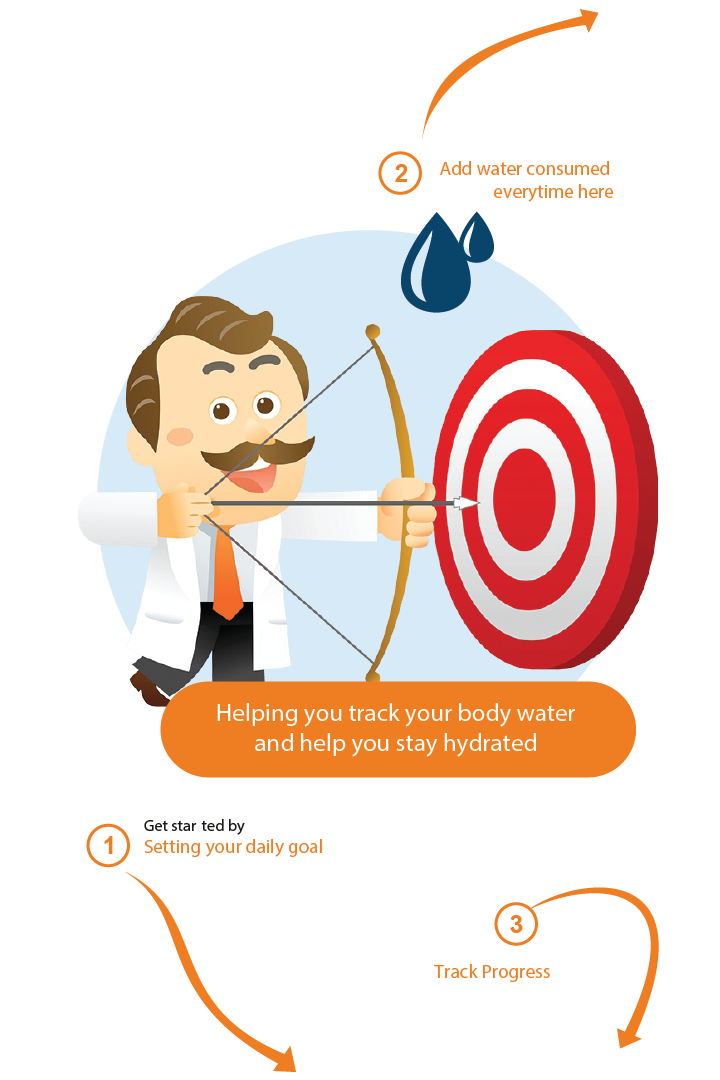 2
Add water consumed
everytime here
Helping you track your body water
and help you stay hydrated
1
Get star ted by
Setting your daily goal
3
Track Progress